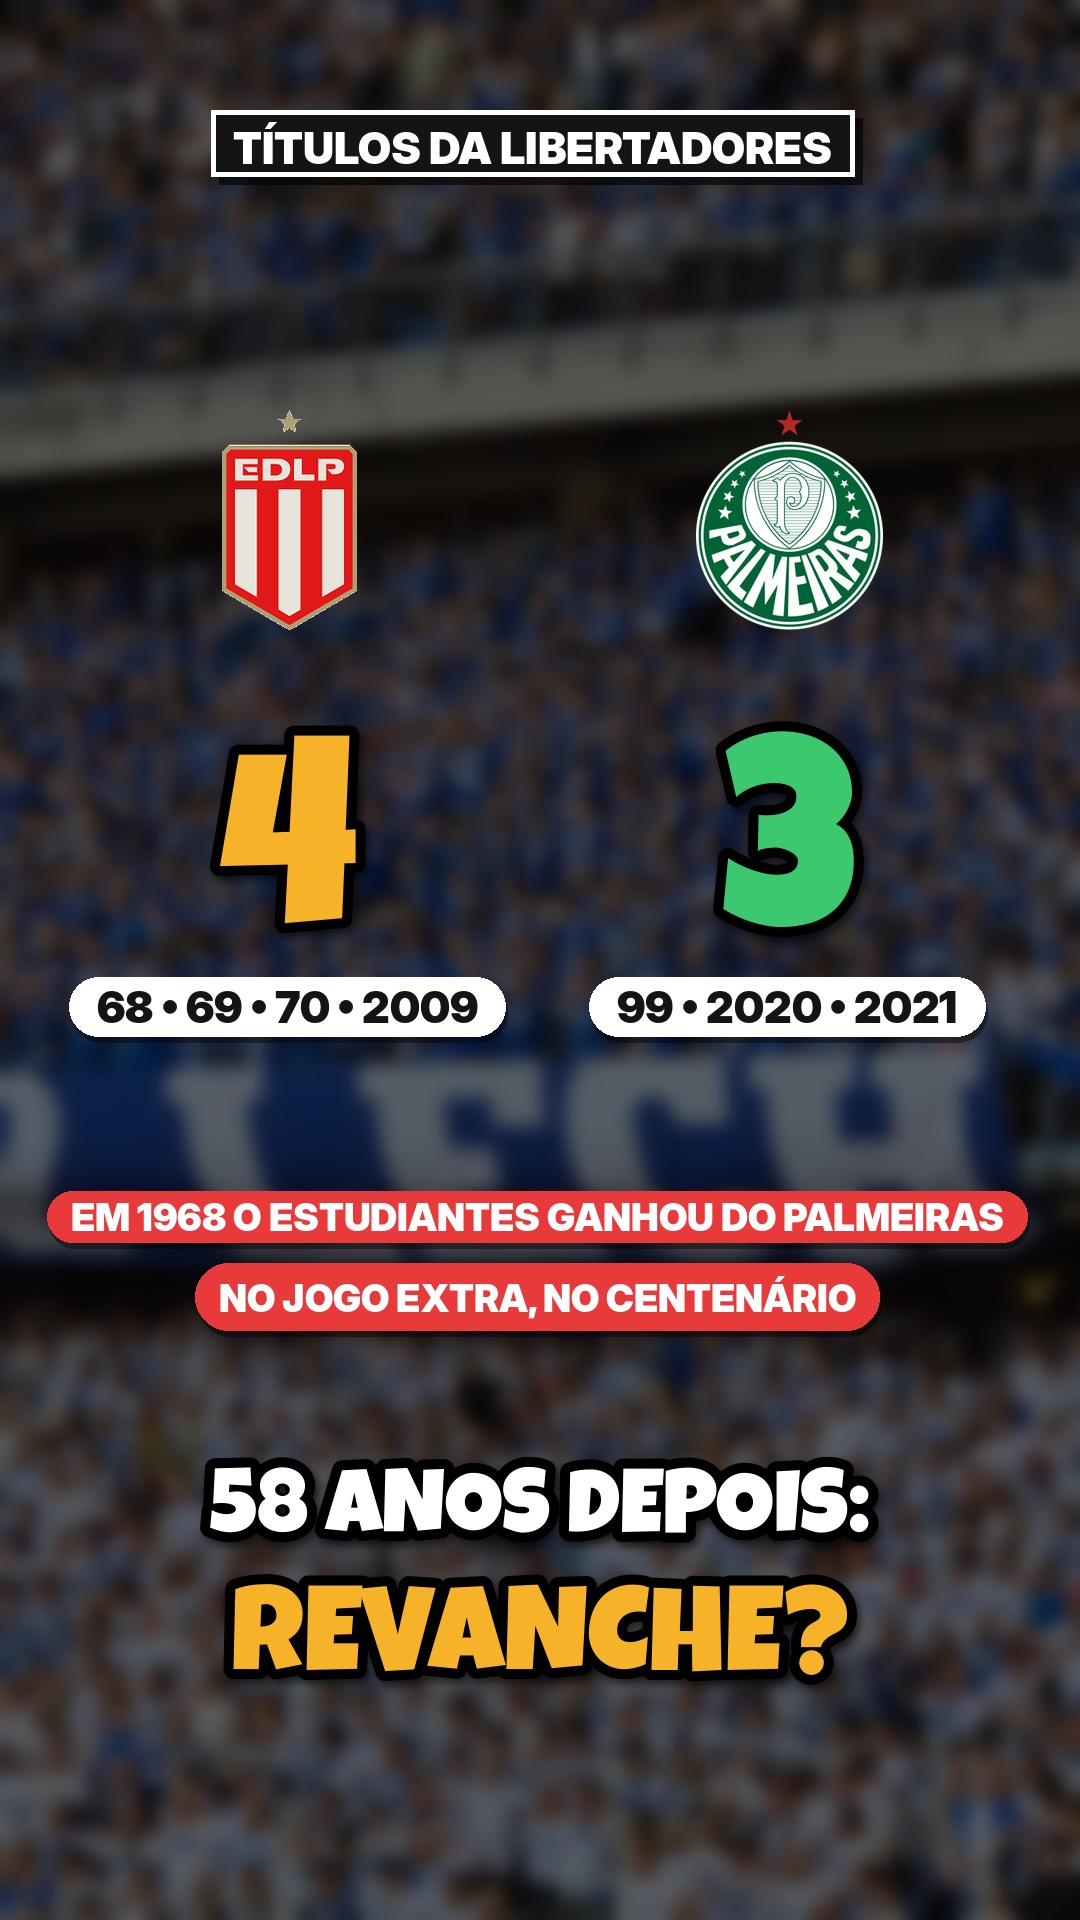 TÍTULOS DA LIBERTADORES
EDLP
P
PALMEIRAS
4
3
68 • 69 • 70 • 2009
99 • 2020 • 2021
LECH
EM 1968 O ESTUDIANTES GANHOU DO PALMEIRAS
NO JOGO EXTRA, NO CENTENÁRIO
58 ANOS DEPOIS:
REVANCHE?